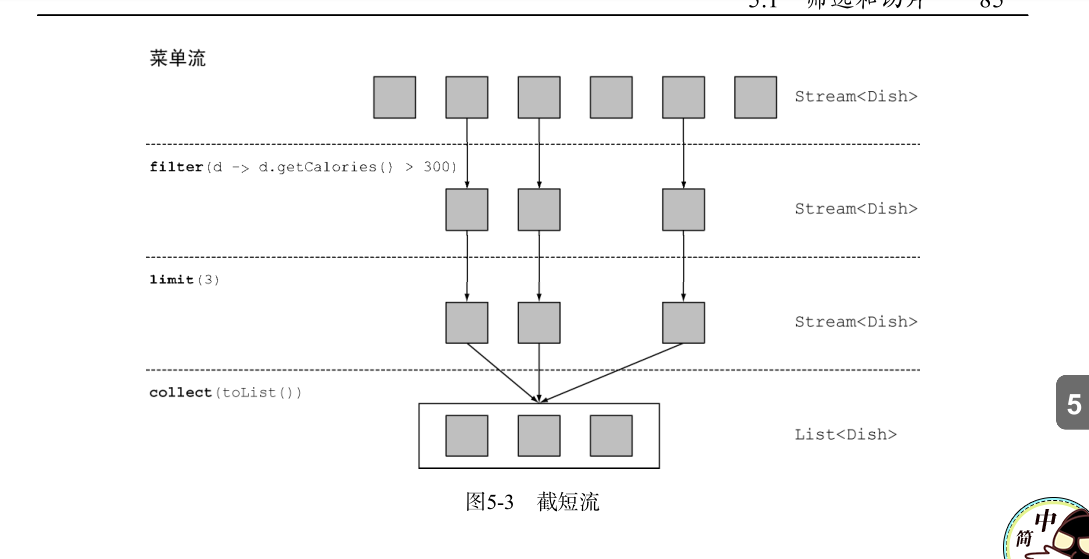 5.1 筛选和切片 85
菜单流
Stream<Dish>
filter(d -> d.getCalories() > 300)
Stream<Dish>
limit(3)
Stream<Dish>
collect(toList())
List<Dish>
5
图5-3 截短流
中
简